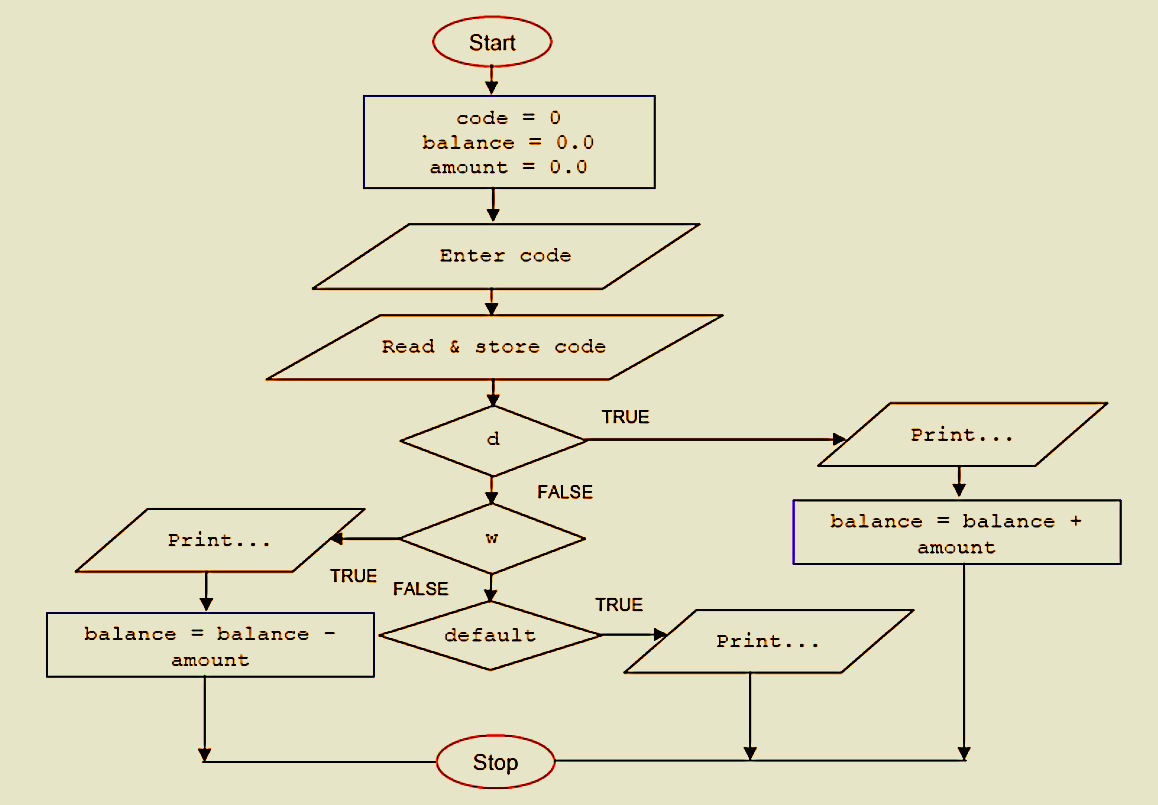 Start
code = 0
balance = 0.0
amount = 0.0
Enter code
Read & store code
d
TRUE
Print...
FALSE
balance = balance +
amount
w
Print...
TRUE
FALSE
balance = balance -
amount
default
TRUE
Print...
Stop